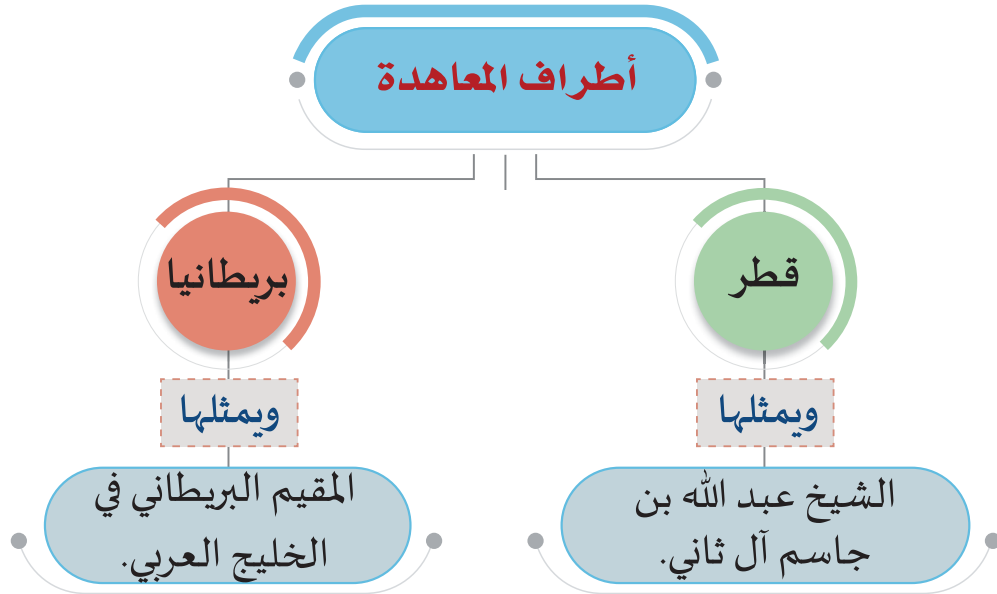 أطراف المعاهدة
قطر
بريطانيا
ويمثلها
ويمثلها
الشيخ عبد الله بن
جاسم آل ثاني.
المقيم البريطاني في
الخليج العربي.